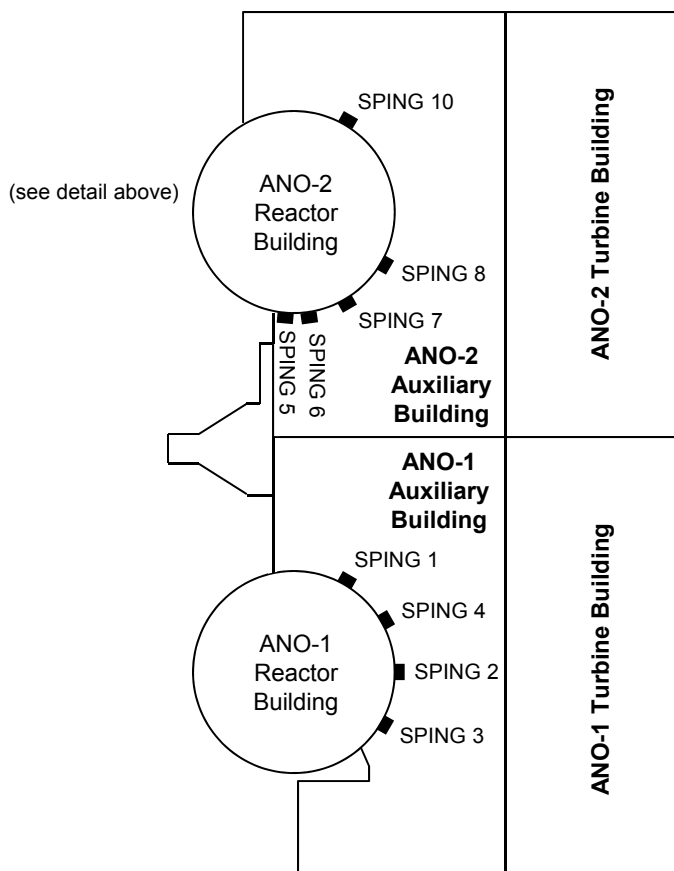 SPING 10
ANO-2 Turbine Building
(see detail above)
ANO-2
Reactor
Building
SPING 8
SPING 7
SPING 5
SPING 6
ANO-2
Auxiliary
Building
ANO-1
Auxiliary
Building
SPING 1
SPING 4
ANO-1
Reactor
Building
SPING 2
SPING 3
ANO-1 Turbine Building